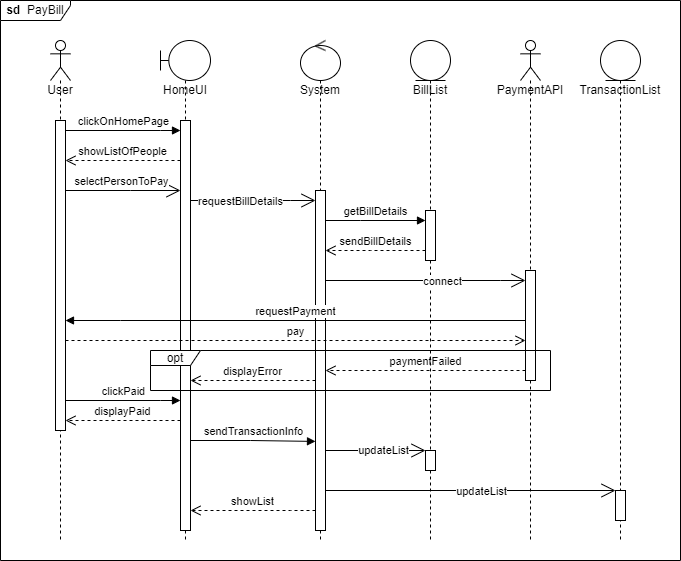 sd PayBill
User
HomeUI
System
BillList
PaymentAPI
TransactionList
clickOnHomePage
showListOfPeople
selectPersonToPay
requestBillDetails
getBillDetails
sendBillDetails
connect
requestPayment
pay
opt
paymentFailed
displayError
clickPaid
displayPaid
sendTransactionInfo
updateList
updateList
showList